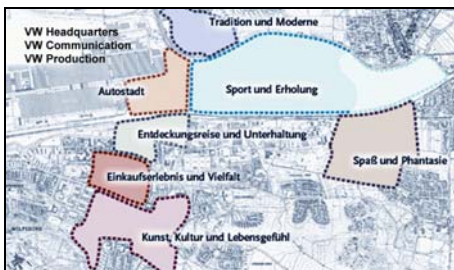 Tradition und Moderne
VW Headquarters
VW Communication
VW Production
Autostadt
Sport und Erholung
Entdeckungsreise und Unterhaltung
Spaß und Phantasie
Einkaufserlebnis und Vielfalt
Kunst, Kultur und Lebensgefühl